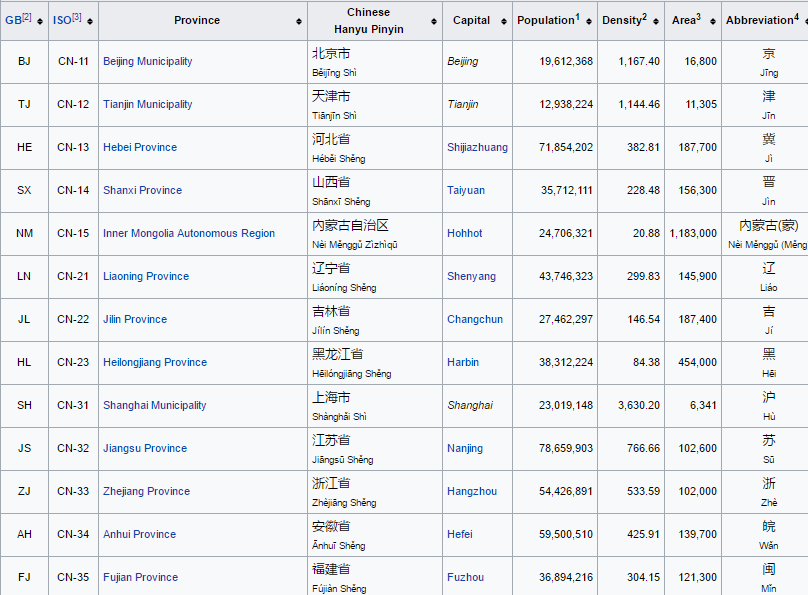 GB[2] ISO[3] Province Chinese Hanyu Pinyin Capital Population1 Density2 Area3 Abbreviation4
BJ CN-11 Beijing Municipality 北京市 Beijing 19,612,368 1,167.40 16,800 京
Běijīng Shì Jīng
TJ CN-12 Tianjin Municipality 天津市 Tianjin 12,938,224 1,144.46 11,305 津
Tiānjīn Shì Jīn
HE CN-13 Hebei Province 河北省 Shijiazhuang 71,854,202 382.81 187,700 冀
Héběi Shěng Jì
SX CN-14 Shanxi Province 山西省 Taiyuan 35,712,111 228.48 156,300 晋
Shānxī Shěng Jìn
NM CN-15 Inner Mongolia Autonomous Region 内蒙古自治区 Hohhot 24,706,321 20.88 1,183,000 内蒙古(蒙)
Nèi Měnggǔ Zìzhìqū Nèi Měnggǔ (Měng
LN CN-21 Liaoning Province 辽宁省 Shenyang 43,746,323 299.83 145,900 辽
Liáoníng Shěng Liáo
JL CN-22 Jilin Province 吉林省 Changchun 27,462,297 146.54 187,400 吉
Jílín Shěng Jí
HL CN-23 Heilongjiang Province 黑龙江省 Harbin 38,312,224 84.38 454,000 黑
Hēilóngjiāng Shěng Hēi
SH CN-31 Shanghai Municipality 上海市 Shanghai 23,019,148 3,630.20 6,341 沪
Shànghǎi Shì Hù
JS CN-32 Jiangsu Province 江苏省 Nanjing 78,659,903 766.66 102,600 苏
Jiāngsū Shěng Sū
ZJ CN-33 Zhejiang Province 浙江省 Hangzhou 54,426,891 533.59 102,000 浙
Zhèjiāng Shěng Zhè
AH CN-34 Anhui Province 安徽省 Hefei 59,500,510 425.91 139,700 皖
Ānhuī Shěng Wǎn
FJ CN-35 Fujian Province 福建省 Fuzhou 36,894,216 304.15 121,300 闽
Fújiàn Shěng Mǐn